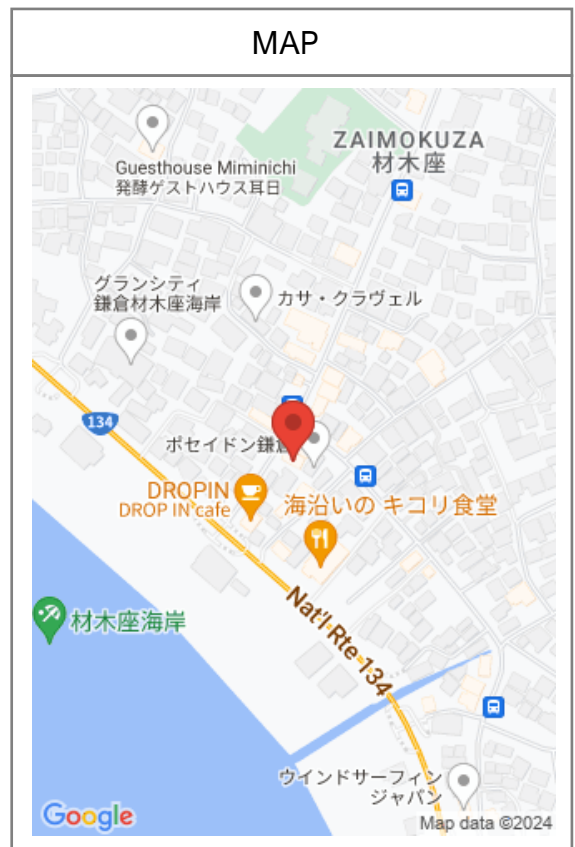 MAP
ZAIMOKUZA
材木座
Guesthouse Miminichi
発酵ゲストハウス耳日
グランシティ
鎌倉材木座海岸
カサ・クラヴェル
134
ポセイドン鎌倉
DROPIN
DROP IN cafe
海沿いの キコリ食堂
材木座海岸
Nat'l Rte 134
ウインドサーフィン
ジャパン
Google
Map data ©2024